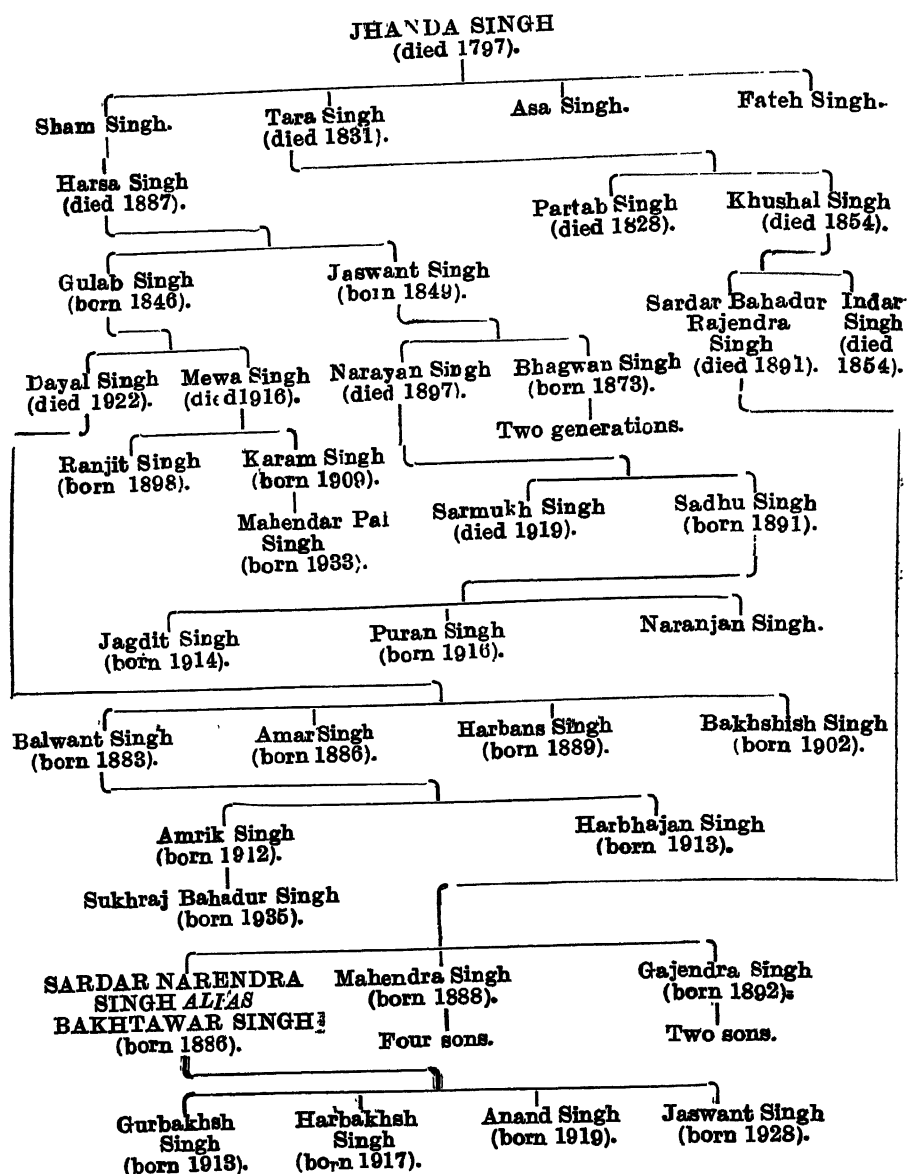 JHANDA SINGH
(died 1797).
Sham Singh.
Tara Singh
(died 1831).
Asa Singh.
Fateh Singh.
Harsa Singh
(died 1887).
Partab Singh
(died 1828).
Khushal Singh
(died 1854).
Gulab Singh
(born 1846).
Jaswant Singh
(born 1849).
Sardar Bahadur
Rajendra
Singh
(died 1891).
Indar
Singh
(died
1854).
Dayal Singh
(died 1922).
Mewa Singh
(died 1916).
Narayan Singh
(died 1897).
Bhagwan Singh
(born 1873).
Two generations.
Ranjit Singh
(born 1898).
Karam Singh
(born 1909).
Mahendar Pal
Singh
(born 1933).
Sarmukh Singh
(died 1919).
Sadhu Singh
(born 1891).
Jagdit Singh
(born 1914).
Puran Singh
(born 1916).
Naranjan Singh.
Balwant Singh
(born 1883).
Amar Singh
(born 1886).
Harbans Singh
(born 1889).
Bakhshish Singh
(born 1902).
Amrik Singh
(born 1912).
Harbhajan Singh
(born 1913).
Sukhraj Bahadur Singh
(born 1935).
SARDAR NARENDRA
SINGH ALIAS
BAKHTAWAR SINGH
(born 1886).
Mahendra Singh
(born 1888).
Four sons.
Gajendra Singh
(born 1892).
Two sons.
Gurbakhsh
Singh
(born 1913).
Harbakhsh
Singh
(born 1917).
Anand Singh
(born 1919).
Jaswant Singh
(born 1928).